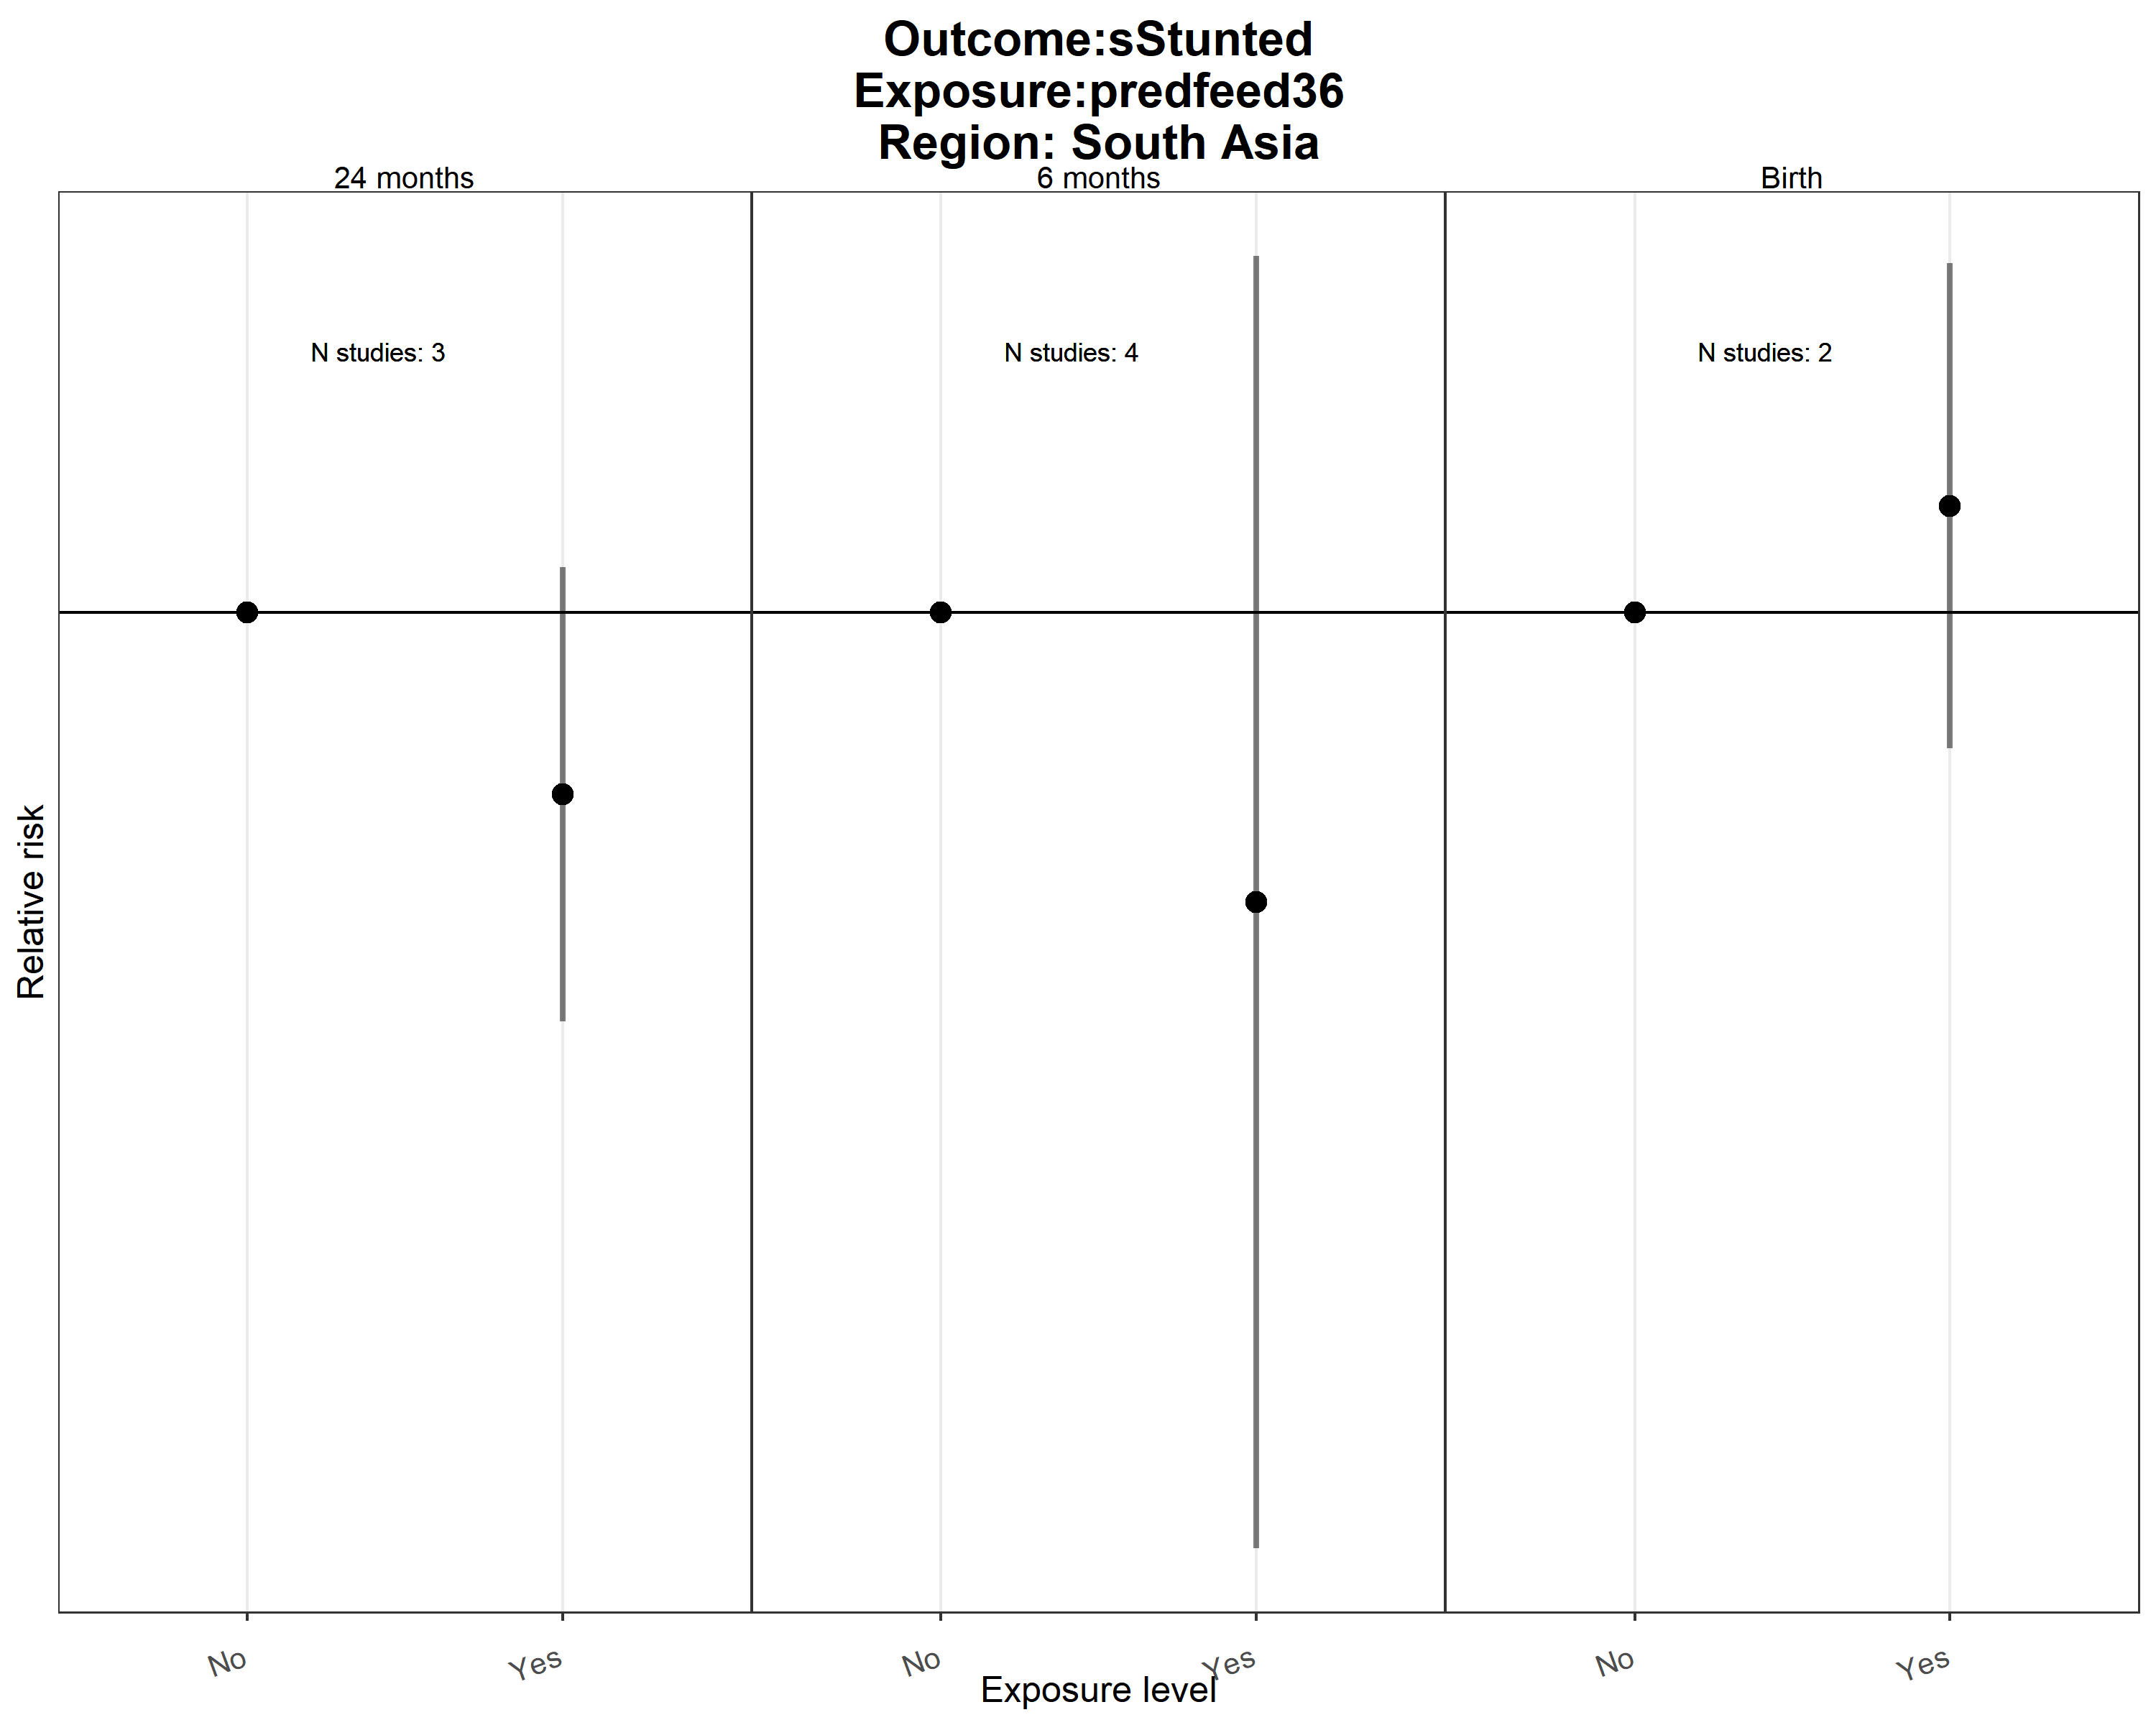 Outcome:sStunted
Exposure:predfeed36
Region: South Asia
24 months
6 months
Birth
N studies: 3
N studies: 4
N studies: 2
Relative risk
No
Yes
No
Yes
No
Yes
Exposure level